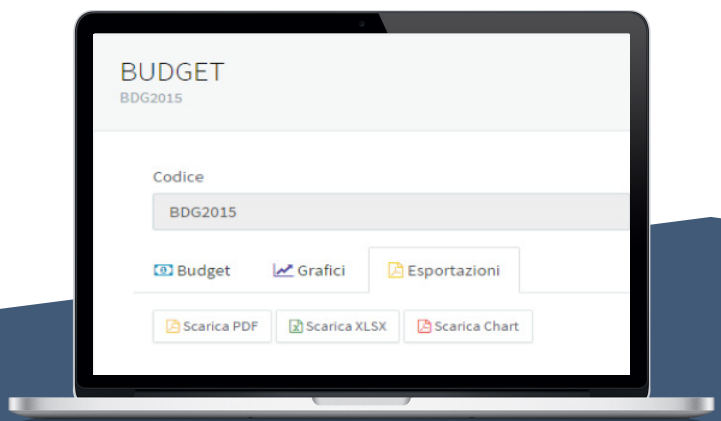 BUDGET
BDG2015
Codice
BDG2015
Budget Grafici Esportazioni
Scarica PDF Scarica XLSX Scarica Chart